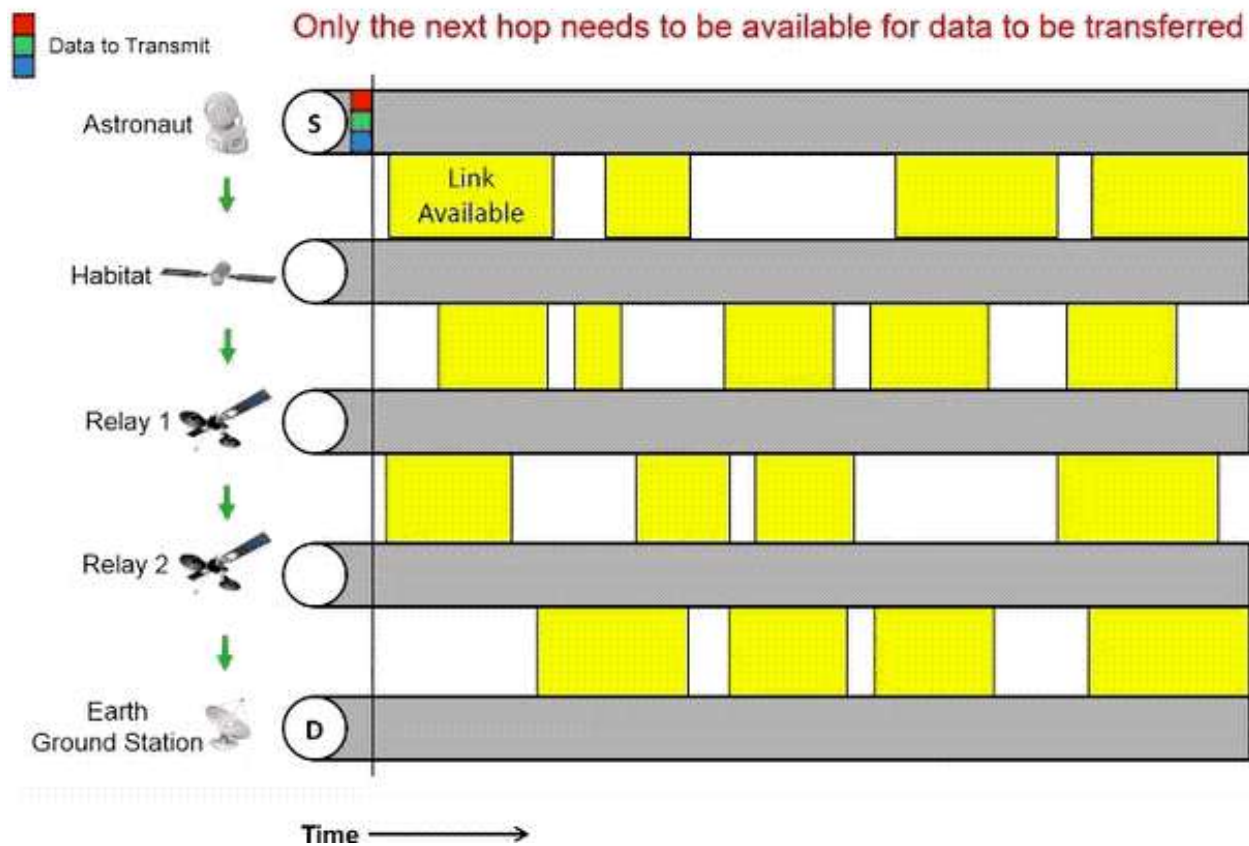 Data to Transmit
Only the next hop needs to be available for data to be transferred
Astronaut
S
Link
Available
Habitat
Relay 1
Relay 2
Earth
Ground Station
D
Time